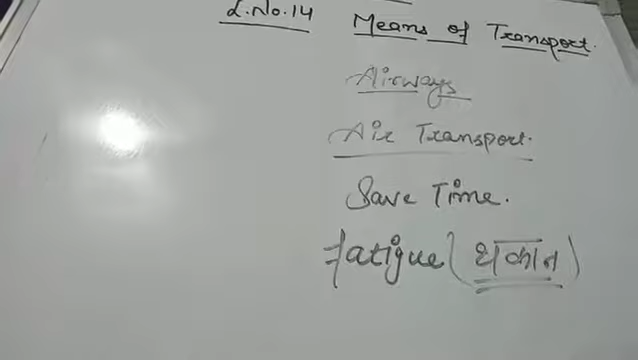 L.No.14 Means of Transport.
Airways
Air Transport.
Save Time.
Fatigue (थकान)